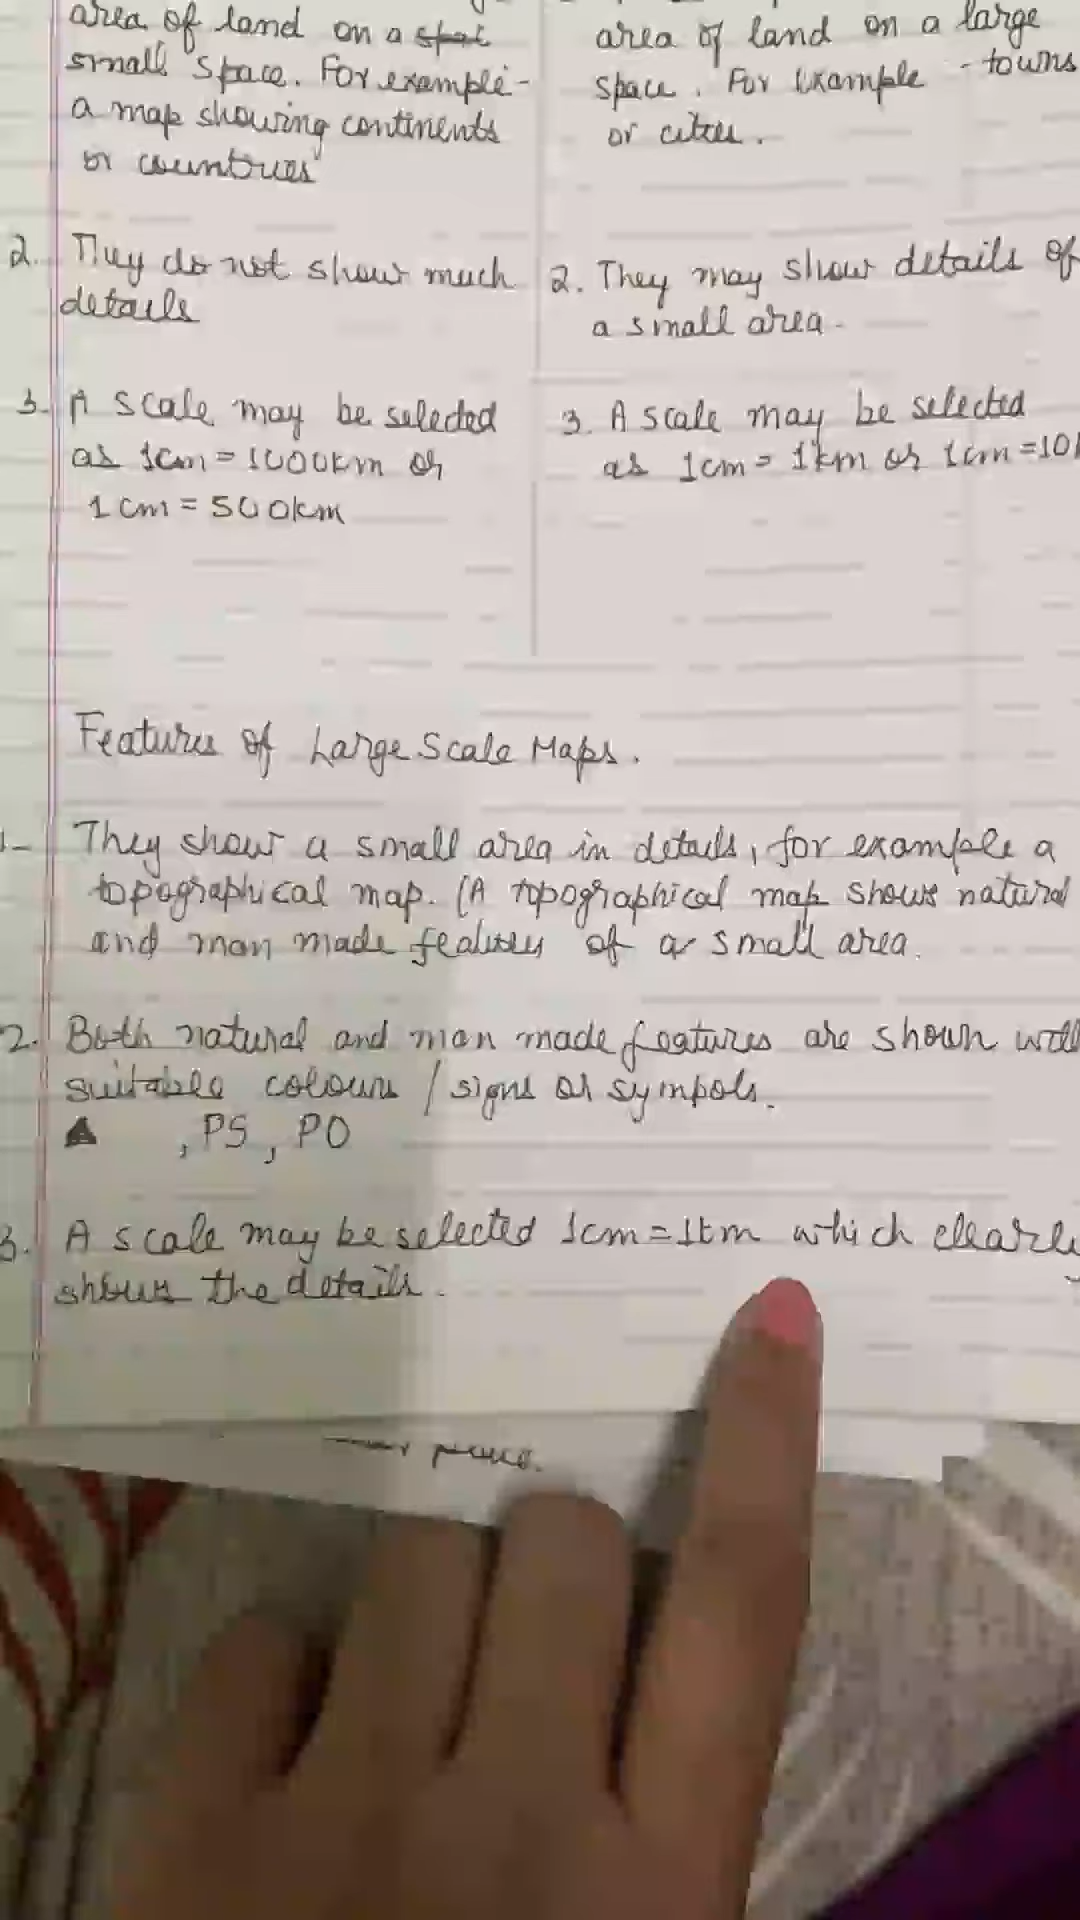 area of land on a spat
small space. For example -
a map showing continents
or countries
area of land on a large
space. For example - towns
or cities.
2. They do not show much
details
2. They may show details of
a small area.
3. A scale may be selected
as 1cm = 1000km or
1cm = 500km
3. A scale may be selected
as 1cm = 1km or 1cm = 10k
Features of Large Scale Maps.
1- They show a small area in details, for example a
topographical map. (A topographical map shows natural
and man made features of a small area.
2. Both natural and man made features are shown with
suitable colours / signs or symbols.
, PS, PO
3. A scale may be selected 1cm = 1km which clearly
shows the details.
place.